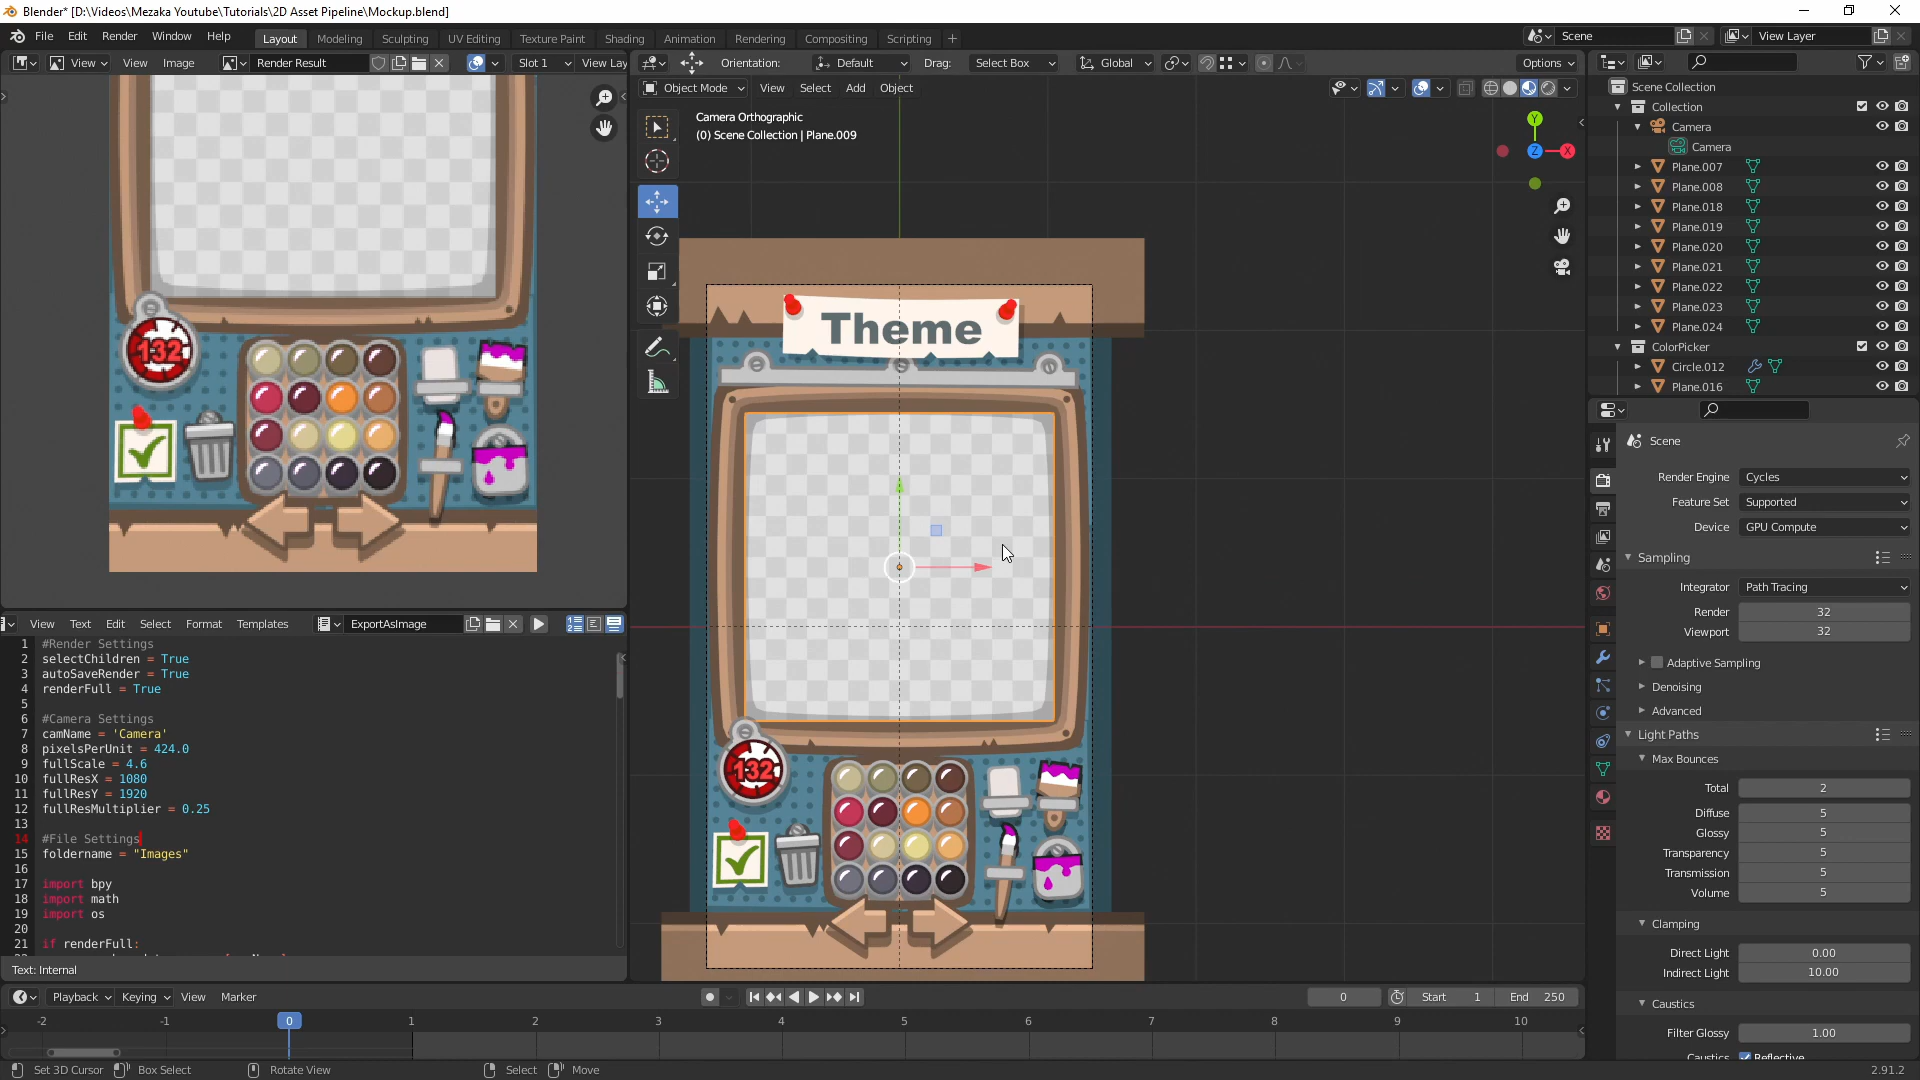 Blender* [D:\Videos\Mezaka Youtube\Tutorials\2D Asset Pipeline\Mockup.blend]
File Edit Render Window Help
Layout Modeling Sculpting UV Editing Texture Paint Shading Animation Rendering Compositing Scripting +
Scene
View Layer
View View Image Render Result Slot 1 View Lay
Orientation: Default Drag: Select Box Global Options
Object Mode View Select Add Object
Camera Orthographic
(0) Scene Collection | Plane.009
Y
Z
X
Theme
132
132
Scene Collection
Collection
Camera
Camera
Plane.007
Plane.008
Plane.018
Plane.019
Plane.020
Plane.021
Plane.022
Plane.023
Plane.024
ColorPicker
Circle.012
Plane.016
Scene
Render Engine Cycles
Feature Set Supported
Device GPU Compute
Sampling
Integrator Path Tracing
Render 32
Viewport 32
Adaptive Sampling
Denoising
Advanced
Light Paths
Max Bounces
Total 2
Diffuse 5
Glossy 5
Transparency 5
Transmission 5
Volume 5
Clamping
Direct Light 0.00
Indirect Light 10.00
Caustics
Filter Glossy 1.00
Caustics Reflective
View Text Edit Select Format Templates ExportAsImage
1 #Render Settings
2 selectChildren = True
3 autoSaveRender = True
4 renderFull = True
5
6 #Camera Settings
7 camName = 'Camera'
8 pixelsPerUnit = 424.0
9 fullScale = 4.6
10 fullResX = 1080
11 fullResY = 1920
12 fullResMultiplier = 0.25
13
14 #File Settings
15 foldername = "Images"
16
17 import bpy
18 import math
19 import os
20
21 if renderFull:
Text: Internal
Playback Keying View Marker
0 Start 1 End 250
-2 -1 0 1 2 3 4 5 6 7 8 9 10
Set 3D Cursor Box Select Rotate View Select Move 2.91.2